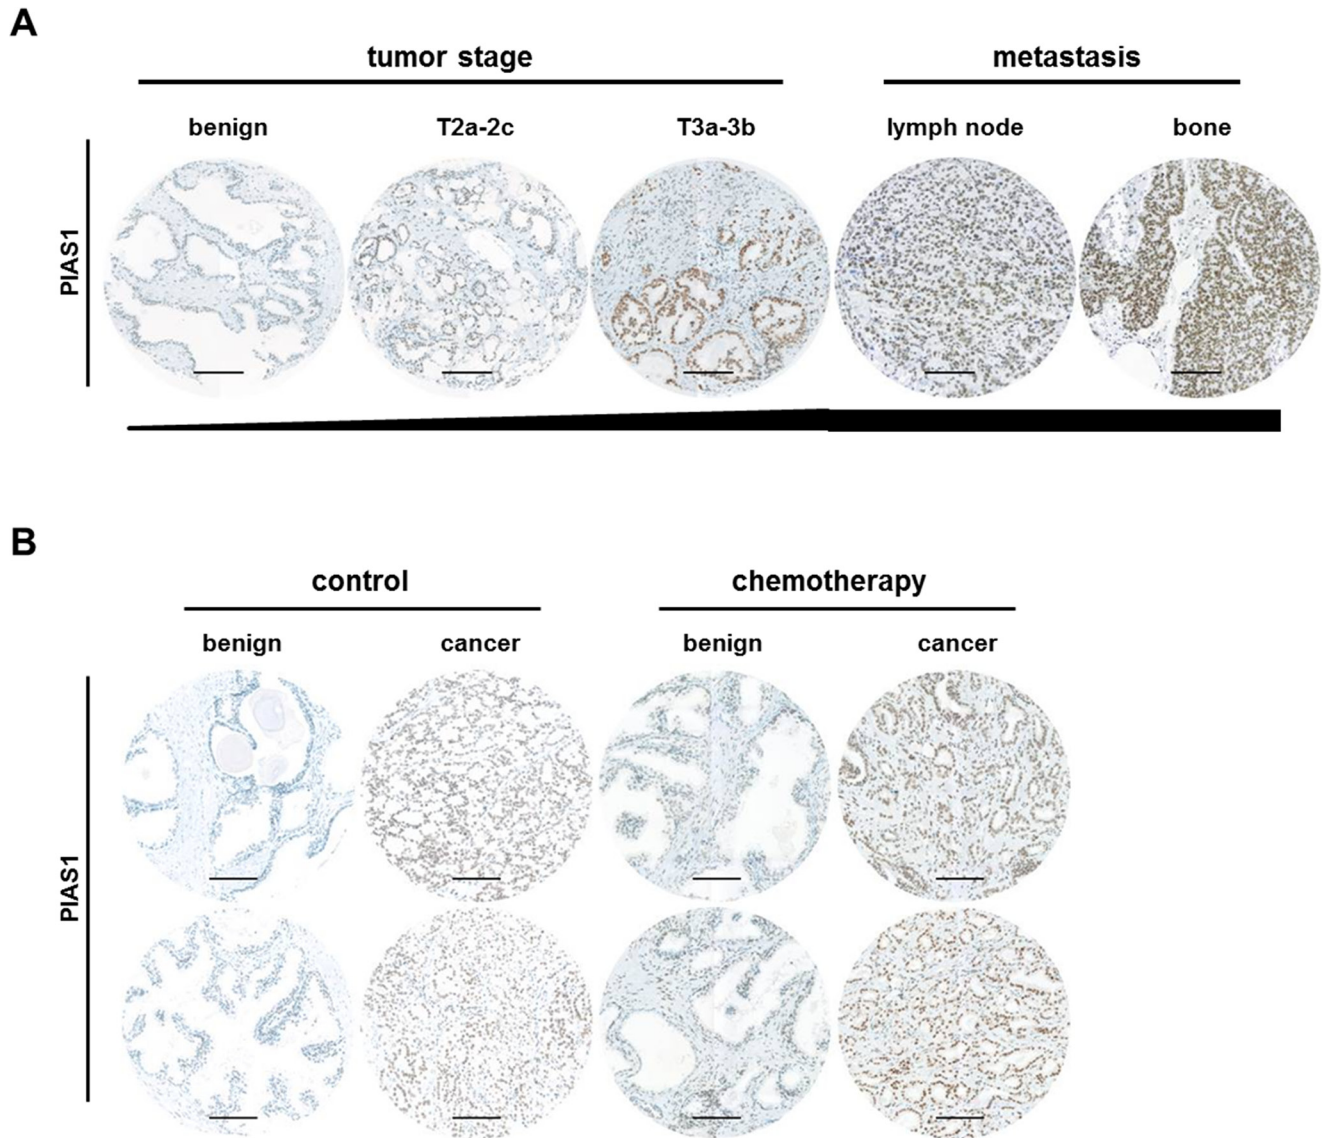 A
tumor stage
metastasis
benign
T2a-2c
T3a-3b
lymph node
bone
PIAS1
B
control
chemotherapy
benign
cancer
benign
cancer
PIAS1